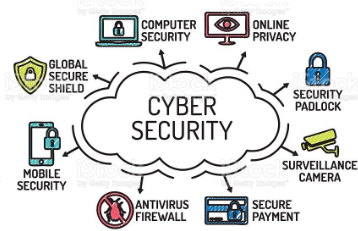 COMPUTER
SECURITY
ONLINE
PRIVACY
GLOBAL
SECURE
SHIELD
SECURITY
PADLOCK
CYBER
SECURITY
MOBILE
SECURITY
SURVEILLANCE
CAMERA
ANTIVIRUS
FIREWALL
SECURE
PAYMENT